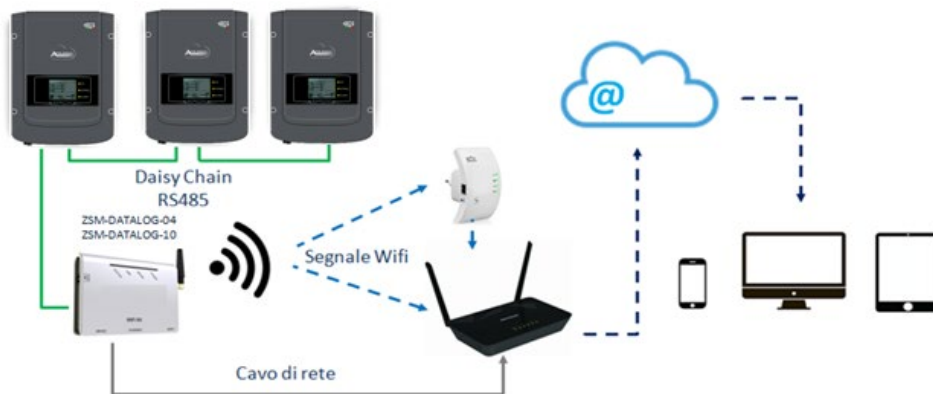 @
Daisy Chain
RS485
ZSM-DATALOG-04
ZSM-DATALOG-10
Segnale Wifi
Cavo di rete